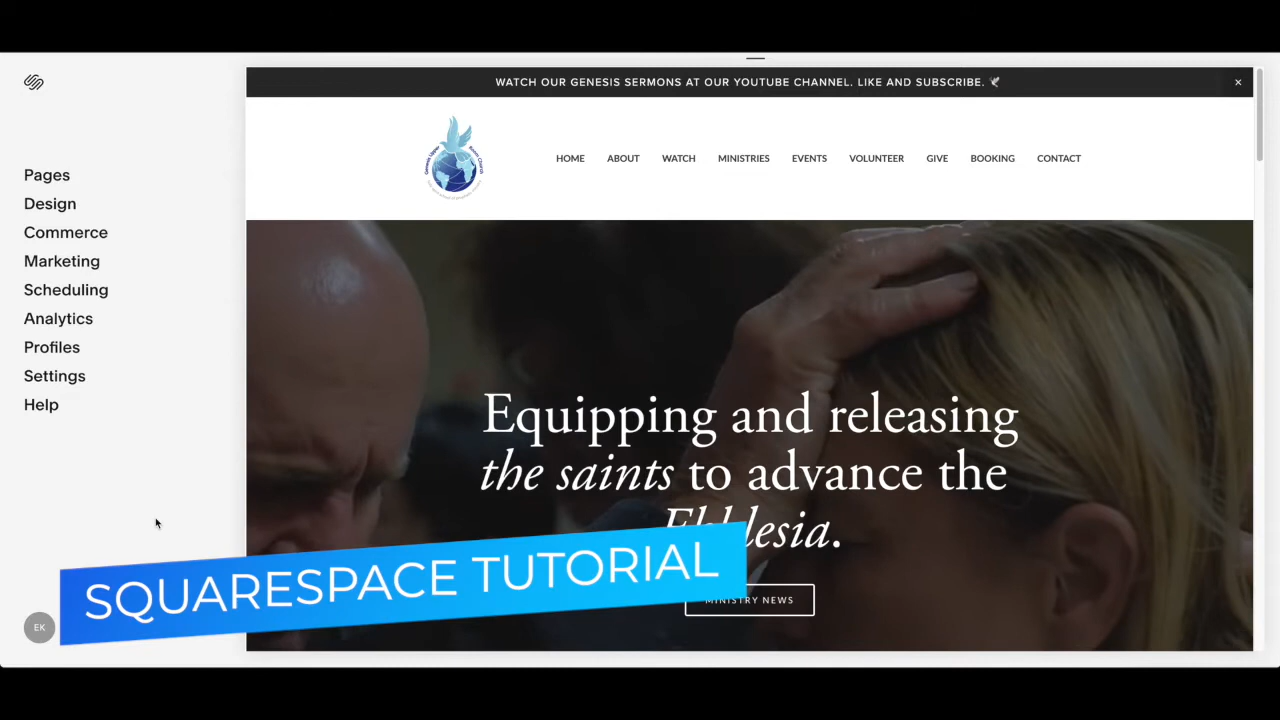 WATCH OUR GENESIS SERMONS AT OUR YOUTUBE CHANNEL. LIKE AND SUBSCRIBE. 🕊
HOME ABOUT WATCH MINISTRIES EVENTS VOLUNTEER GIVE BOOKING CONTACT
Pages
Design
Commerce
Marketing
Scheduling
Analytics
Profiles
Settings
Help
Equipping and releasing
the saints to advance the
MINISTRY NEWS
SQUARESPACE TUTORIAL
EK